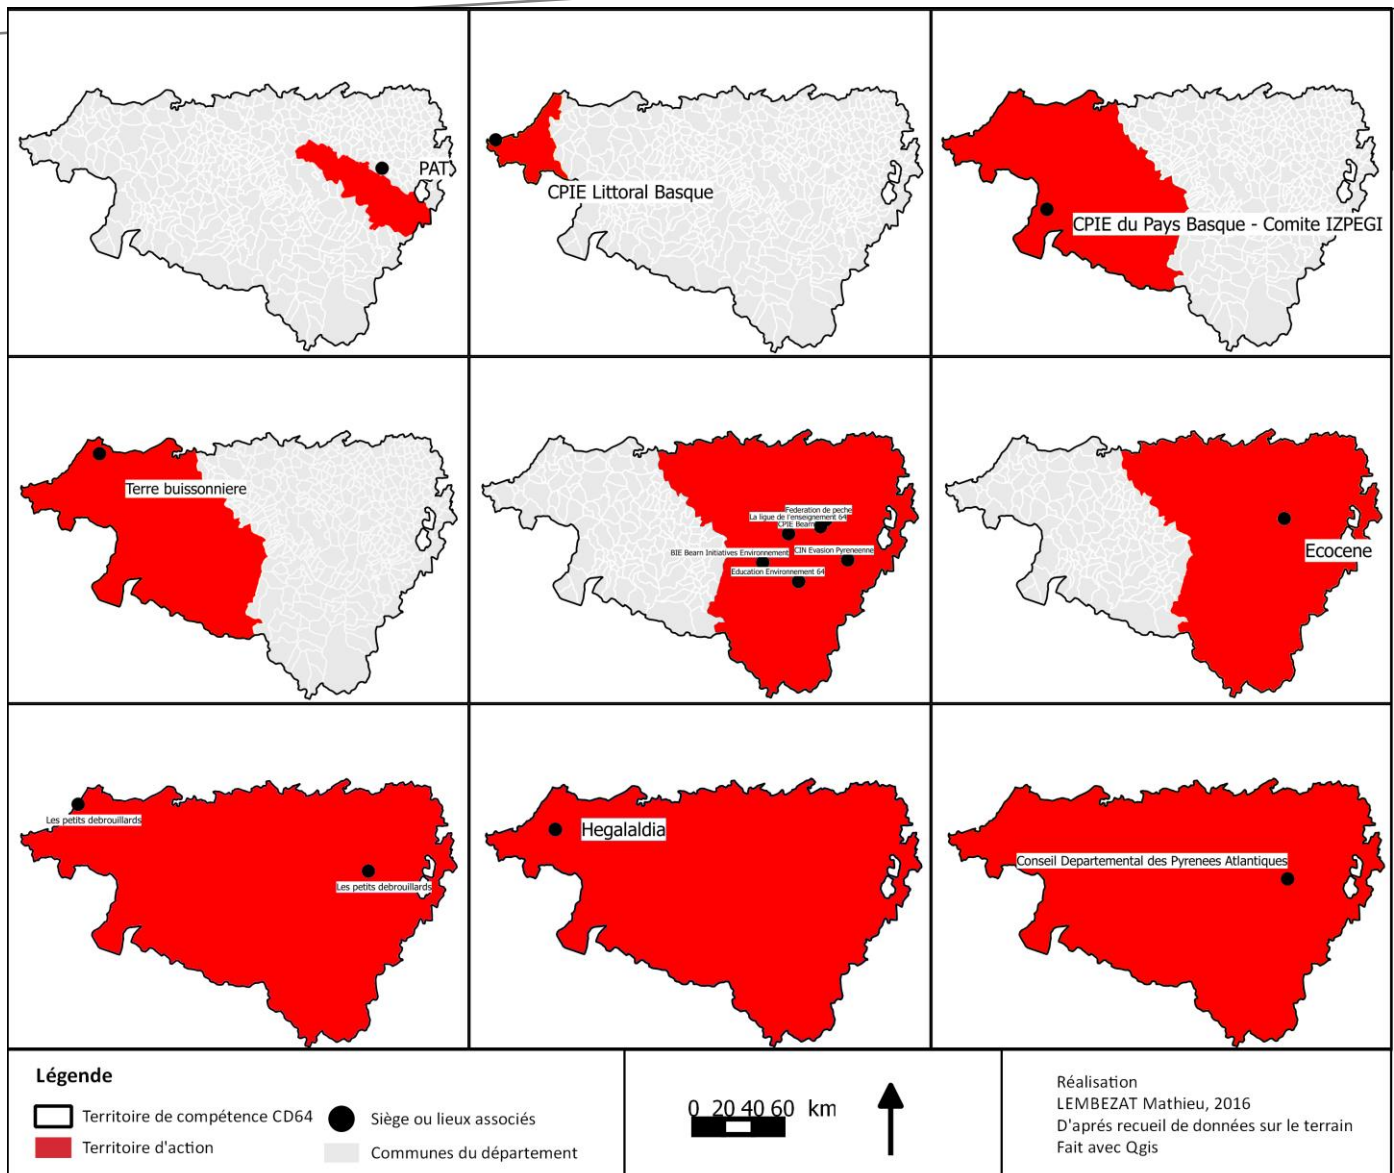 PAT
CPIE Littoral Basque
CPIE du Pays Basque - Comite IZPEGI
Terre buissonniere
Federation de peche
La ligue de l'enseignement 64
CPIE Bearn
BIE Bearn Initiatives Environnement
CIN Evasion Pyreneenne
Education Environnement 64
Ecocene
Les petits debrouillards
Les petits debrouillards
Hegalaldia
Conseil Departemental des Pyrenees Atlantiques
Légende
Territoire de compétence CD64
Siège ou lieux associés
Territoire d'action
Communes du département
0 20 40 60 km
Réalisation
LEMBEZAT Mathieu, 2016
D'aprés recueil de données sur le terrain
Fait avec Qgis